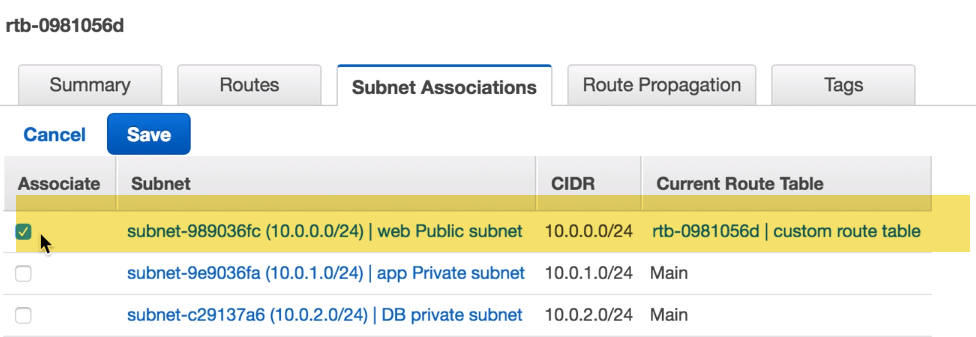 rtb-0981056d
Summary Routes Subnet Associations Route Propagation Tags
Cancel Save
Associate Subnet CIDR Current Route Table
subnet-989036fc (10.0.0.0/24) | web Public subnet 10.0.0.0/24 rtb-0981056d | custom route table
subnet-9e9036fa (10.0.1.0/24) | app Private subnet 10.0.1.0/24 Main
subnet-c29137a6 (10.0.2.0/24) | DB private subnet 10.0.2.0/24 Main